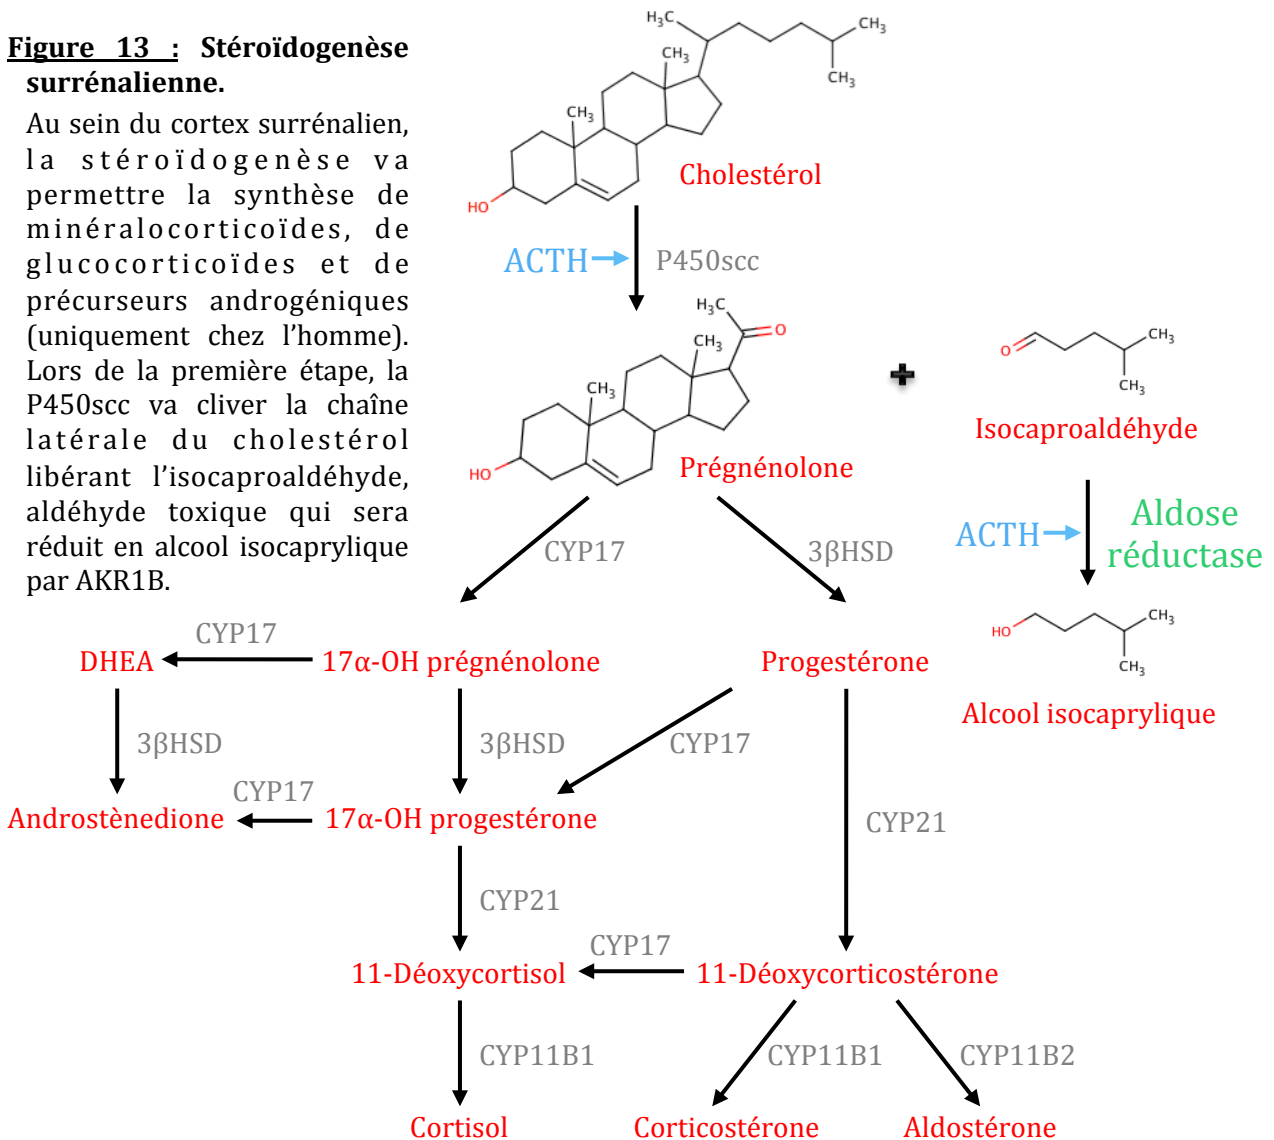 Figure 13 : Stéroïdogenèse
surrénalienne.
Au sein du cortex surrénalien,
la stéroïdogenèse va
permettre la synthèse de
minéralocorticoïdes, de
glucocorticoïdes et de
précurseurs androgéniques
(uniquement chez l'homme).
Lors de la première étape, la
P450scc va cliver la chaîne
latérale du cholestérol
libérant l'isocaproaldéhyde,
aldéhyde toxique qui sera
réduit en alcool isocaprylique
par AKR1B.
H₃C
CH₃
CH₃
CH₃
CH₃
HO
Cholestérol
ACTH
P450scc
H₃C
O
CH₃
CH₃
HO
Prégnénolone
+
O
CH₃
CH₃
Isocaproaldéhyde
ACTH
Aldose
réductase
HO
CH₃
CH₃
Alcool isocaprylique
CYP17
3βHSD
DHEA
CYP17
17α-OH prégnénolone
Progestérone
3βHSD
3βHSD
CYP17
Androstènedione
CYP17
17α-OH progestérone
CYP21
CYP21
11-Déoxycortisol
CYP17
11-Déoxycorticostérone
CYP11B1
CYP11B1
CYP11B2
Cortisol
Corticostérone
Aldostérone